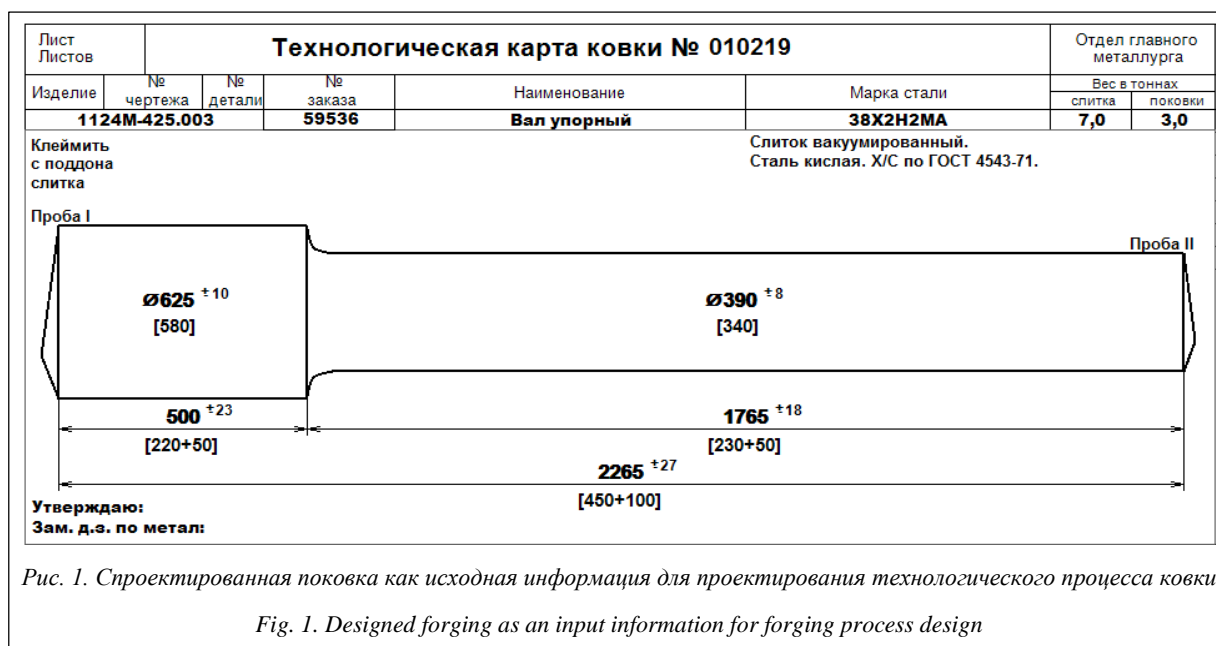 Лист
Листов
Технологическая карта ковки № 010219
Отдел главного
металлурга
Изделие
№
чертежа
№
детали
№
заказа
Наименование
Марка стали
Вес в тоннах
слитка
поковки
1124М-425.003
59536
Вал упорный
38Х2Н2МА
7,0
3,0
Клеймить
с поддона
слитка
Слиток вакуумированный.
Сталь кислая. Х/С по ГОСТ 4543-71.
Проба I
Проба II
Ø625 ±10
[580]
Ø390 ±8
[340]
500 ±23
[220+50]
1765 ±18
[230+50]
2265 ±27
[450+100]
Утверждаю:
Зам. д.з. по метал:
Рис. 1. Спроектированная поковка как исходная информация для проектирования технологического процесса ковки
Fig. 1. Designed forging as an input information for forging process design